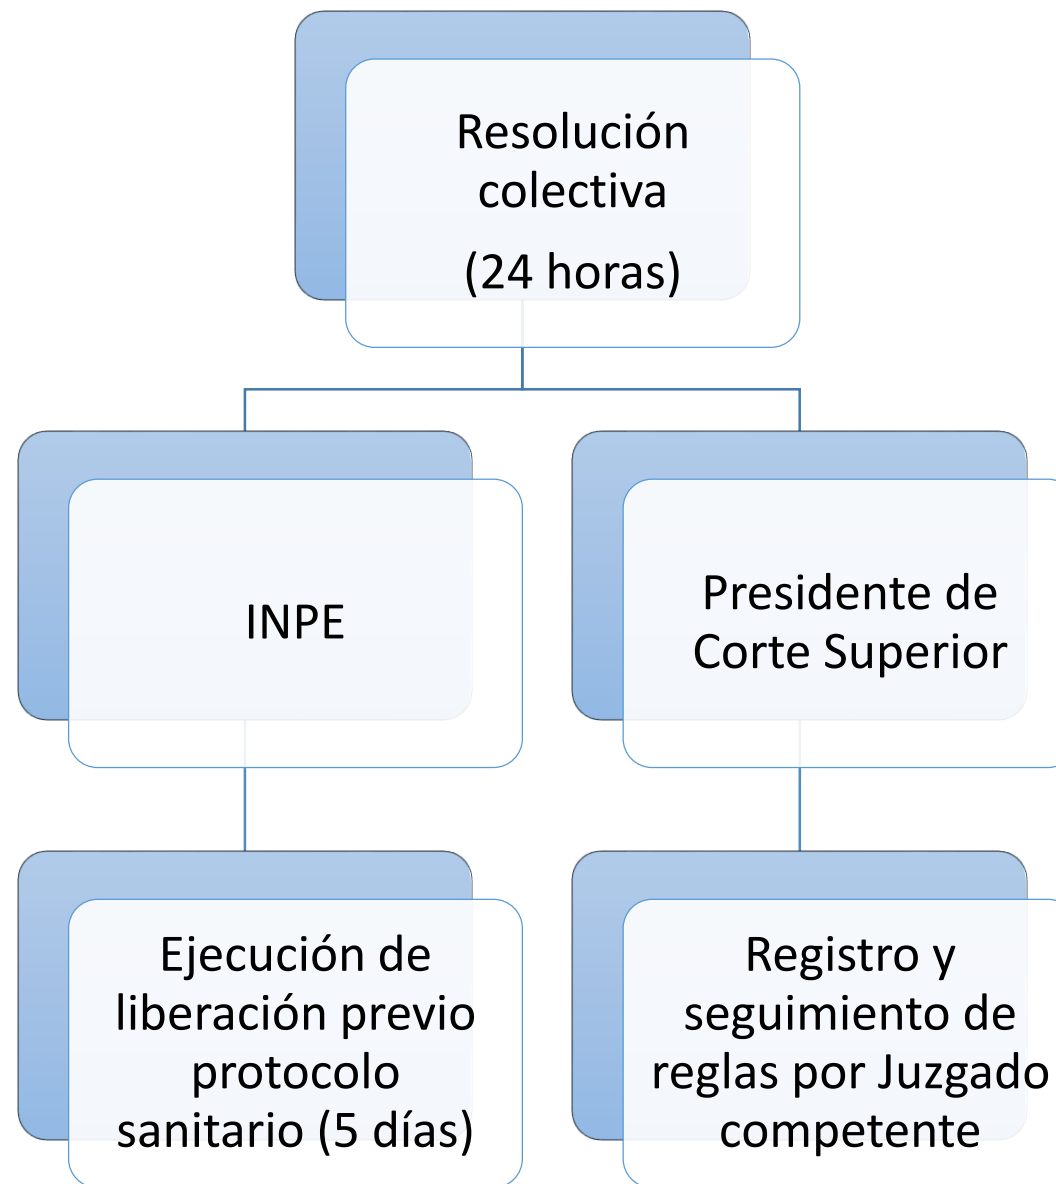 Resolución
colectiva
(24 horas)
INPE
Presidente de
Corte Superior
Ejecución de
liberación previo
protocolo
sanitario (5 días)
Registro y
seguimiento de
reglas por Juzgado
competente